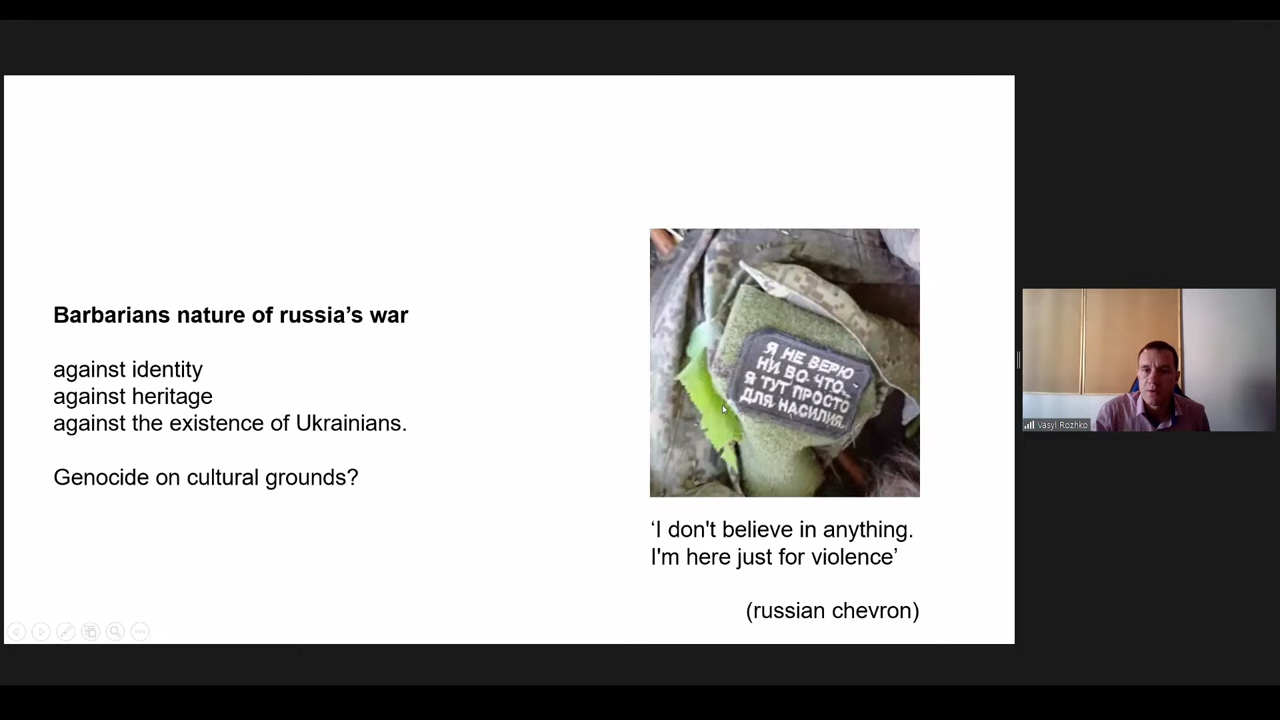 Barbarians nature of russia’s war
against identity
against heritage
against the existence of Ukrainians.
Genocide on cultural grounds?
Я НЕ ВЕРЮ
НИ ВО ЧТО.
Я ТУТ ПРОСТО
ДЛЯ НАСИЛИЯ.
‘I don't believe in anything.
I'm here just for violence’
(russian chevron)
Vasyl Rozhko